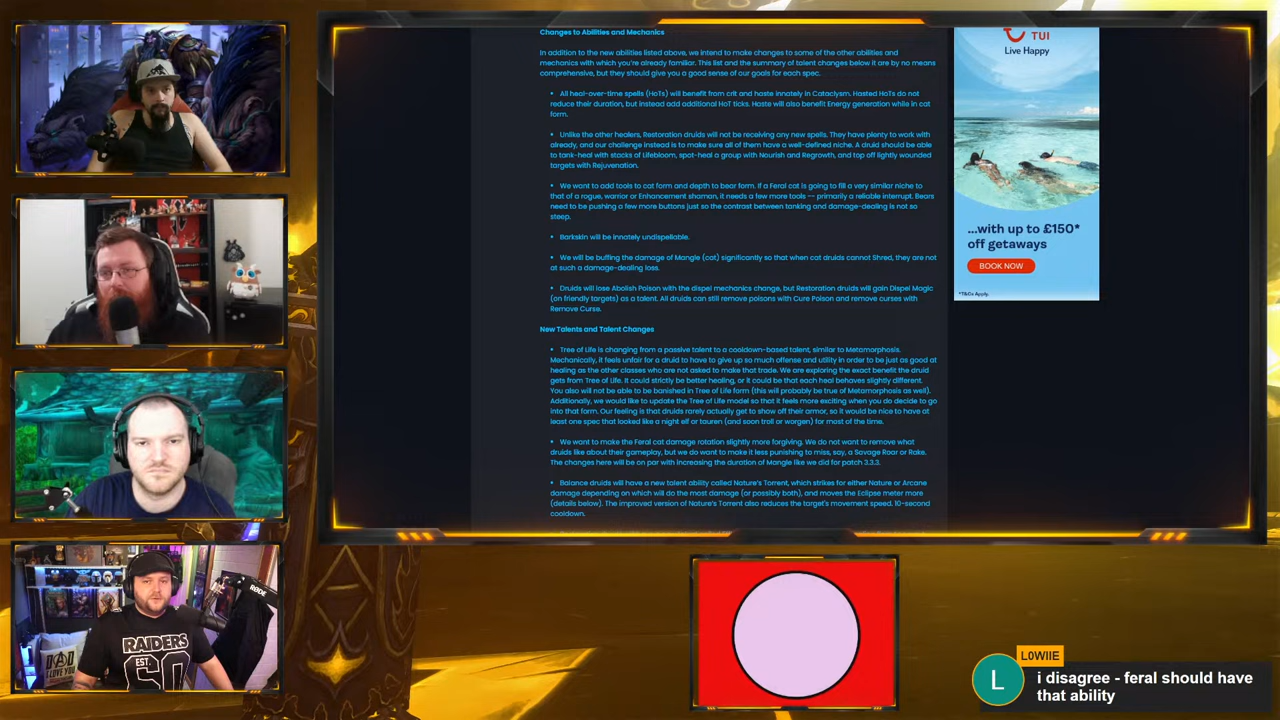 Changes to Abilities and Mechanics
In addition to the new abilities listed above, we intend to make changes to some of the other abilities and
mechanics with which you're already familiar. This list and the summary of talent changes below it are by no means
comprehensive, but they should give you a good sense of our goals for each spec.
• All heal-over-time spells (HoTs) will benefit from crit and haste innately in Cataclysm. Hasted HoTs do not
reduce their duration, but instead add additional HoT ticks. Haste will also benefit Energy generation while in cat
form.
• Unlike the other healers, Restoration druids will not be receiving any new spells. They have plenty to work with
already, and our challenge instead is to make sure all of them have a well-defined niche. A druid should be able
to tank-heal with stacks of Lifebloom, spot-heal a group with Nourish and Regrowth, and top off lightly wounded
targets with Rejuvenation.
• We want to add tools to cat form and depth to bear form. If a Feral cat is going to fill a very similar niche to
that of a rogue, warrior or Enhancement shaman, it needs a few more tools -- primarily a reliable interrupt. Bears
need to be pushing a few more buttons just so the contrast between tanking and damage-dealing is not so
steep.
• Barkskin will be innately undispellable.
• We will be buffing the damage of Mangle (cat) significantly so that when cat druids cannot Shred, they are not
at such a damage-dealing loss.
• Druids will lose Abolish Poison with the dispel mechanics change, but Restoration druids will gain Dispel Magic
(on friendly targets) as a talent. All druids can still remove poisons with Cure Poison and remove curses with
Remove Curse.
New Talents and Talent Changes
• Tree of Life is changing from a passive talent to a cooldown-based talent, similar to Metamorphosis.
Mechanically, it feels unfair for a druid to have to give up so much offense and utility in order to be just as good at
healing as the other classes who are not asked to make that trade. We are exploring the exact benefit the druid
gets from Tree of Life. It could strictly be better healing, or it could be that each heal behaves slightly different.
You also will not be able to be banished in Tree of Life form (this will probably be true of Metamorphosis as well).
Additionally, we would like to update the Tree of Life model so that it feels more exciting when you do decide to go
into that form. Our feeling is that druids rarely actually get to show off their armor, so it would be nice to have at
least one spec that looked like a night elf or tauren (and soon troll or worgen) for most of the time.
• We want to make the Feral cat damage rotation slightly more forgiving. We do not want to remove what
druids like about their gameplay, but we do want to make it less punishing to miss, say, a Savage Roar or Rake.
The changes here will be on par with increasing the duration of Mangle like we did for patch 3.3.3.
• Balance druids will have a new talent ability called Nature's Torrent, which strikes for either Nature or Arcane
damage depending on which will do the most damage (or possibly both), and moves the Eclipse meter more
(details below). The improved version of Nature's Torrent also reduces the target's movement speed. 10-second
cooldown.
TUI
Live Happy
...with up to £150*
off getaways
BOOK NOW
*T&Cs Apply.
RØDE
RAIDERS
EST.
L0WIIE
L
i disagree - feral should have
that ability